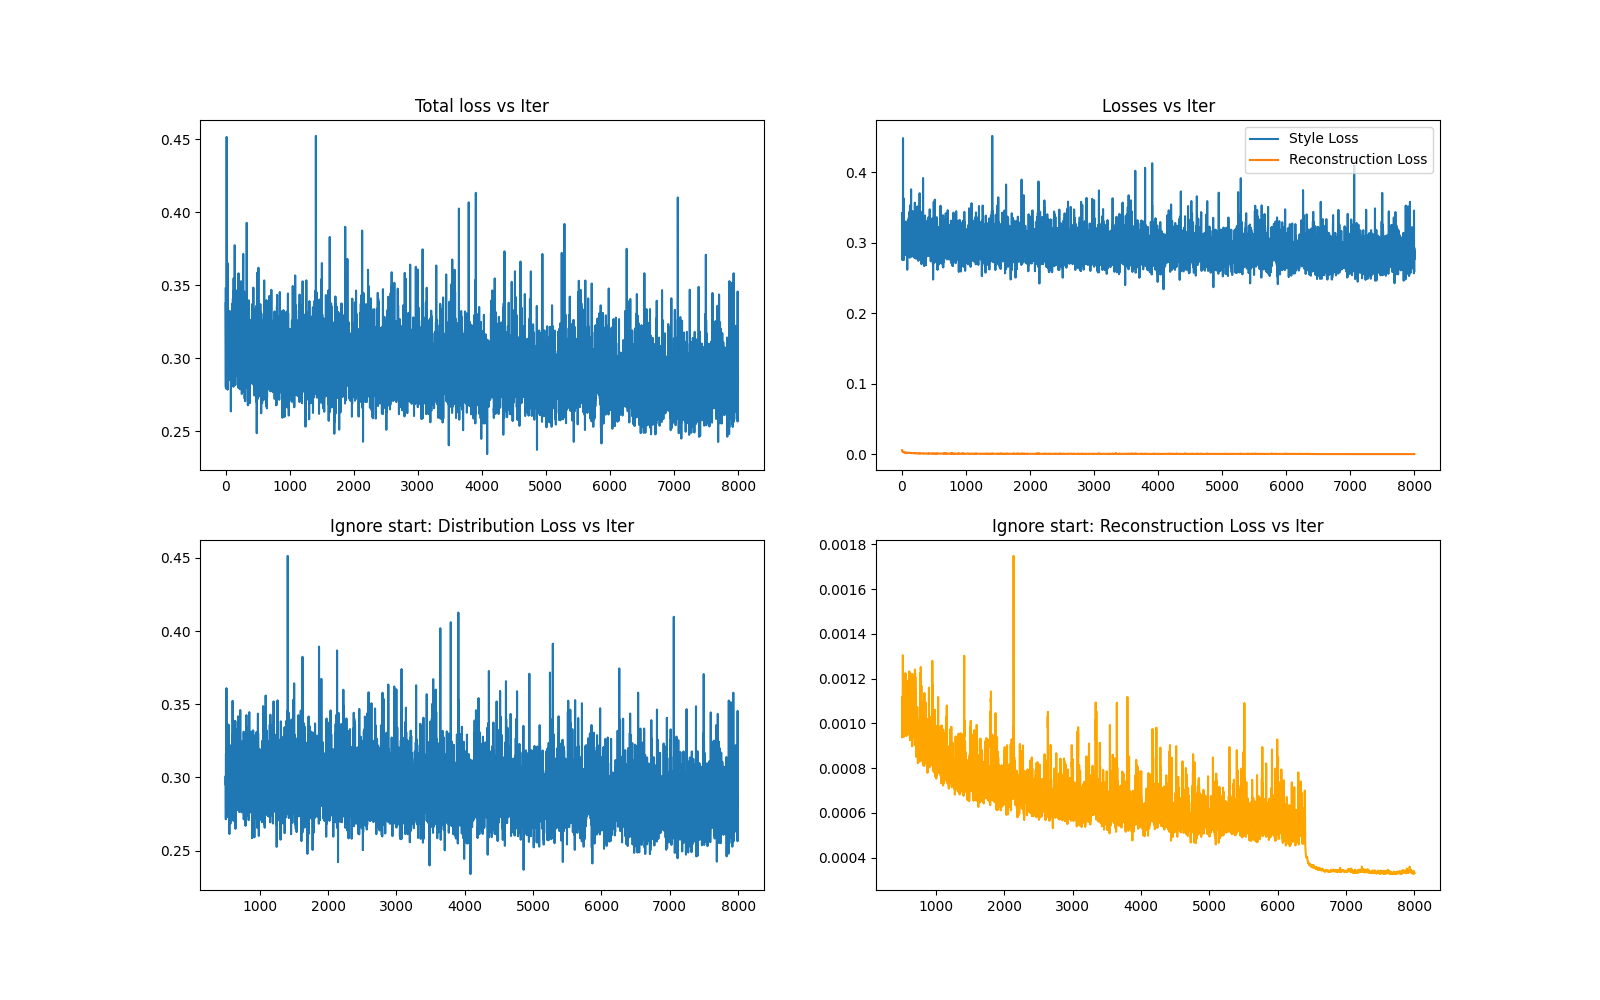 Total loss vs Iter
0.45
0.40
0.35
0.30
0.25
0 1000 2000 3000 4000 5000 6000 7000 8000
Losses vs Iter
Style Loss
Reconstruction Loss
0.4
0.3
0.2
0.1
0.0
0 1000 2000 3000 4000 5000 6000 7000 8000
Ignore start: Distribution Loss vs Iter
0.45
0.40
0.35
0.30
0.25
1000 2000 3000 4000 5000 6000 7000 8000
Ignore start: Reconstruction Loss vs Iter
0.0018
0.0016
0.0014
0.0012
0.0010
0.0008
0.0006
0.0004
1000 2000 3000 4000 5000 6000 7000 8000